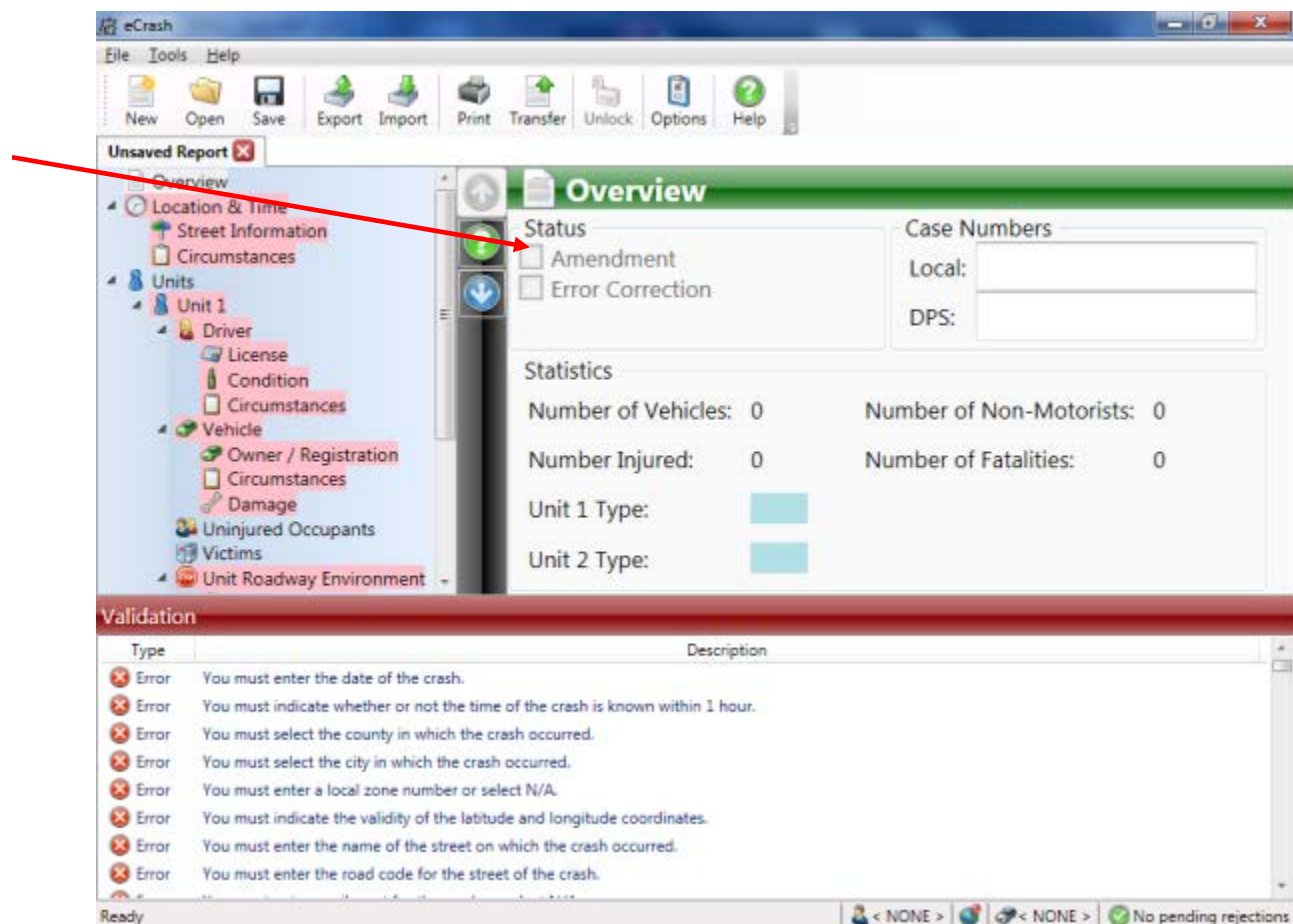 eCrash
File Tools Help
New Open Save Export Import Print Transfer Unlock Options Help
Unsaved Report
Overview
Location & Time
Street Information
Circumstances
Units
Unit 1
Driver
License
Condition
Circumstances
Vehicle
Owner / Registration
Circumstances
Damage
Uninjured Occupants
Victims
Unit Roadway Environment
Overview
Status
Amendment
Error Correction
Case Numbers
Local:
DPS:
Statistics
Number of Vehicles: 0 Number of Non-Motorists: 0
Number Injured: 0 Number of Fatalities: 0
Unit 1 Type:
Unit 2 Type:
Validation
Type Description
Error You must enter the date of the crash.
Error You must indicate whether or not the time of the crash is known within 1 hour.
Error You must select the county in which the crash occurred.
Error You must select the city in which the crash occurred.
Error You must enter a local zone number or select N/A.
Error You must indicate the validity of the latitude and longitude coordinates.
Error You must enter the name of the street on which the crash occurred.
Error You must enter the road code for the street of the crash.
Ready < NONE > < NONE > No pending rejections